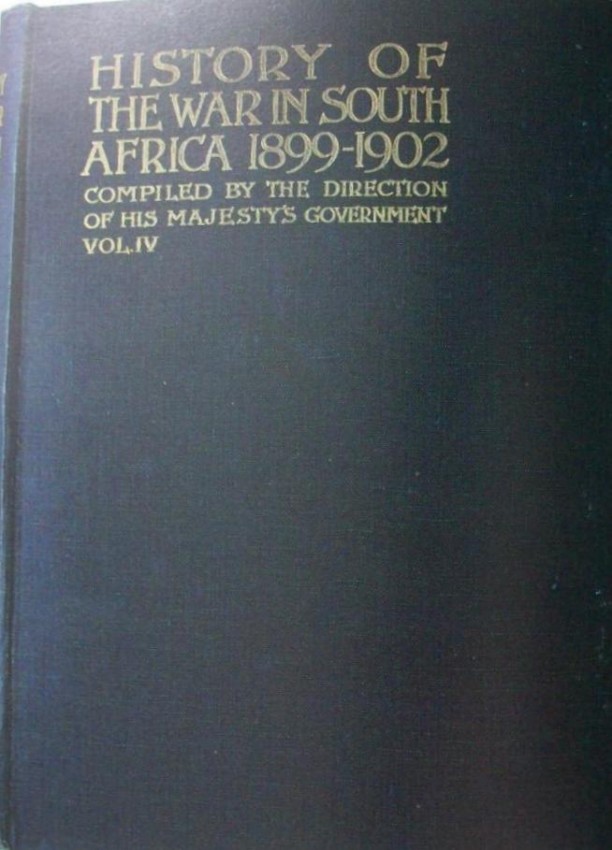 HISTORY OF
THE WAR IN SOUTH
AFRICA 1899-1902
COMPILED BY THE DIRECTION
OF HIS MAJESTY'S GOVERNMENT
VOL.IV